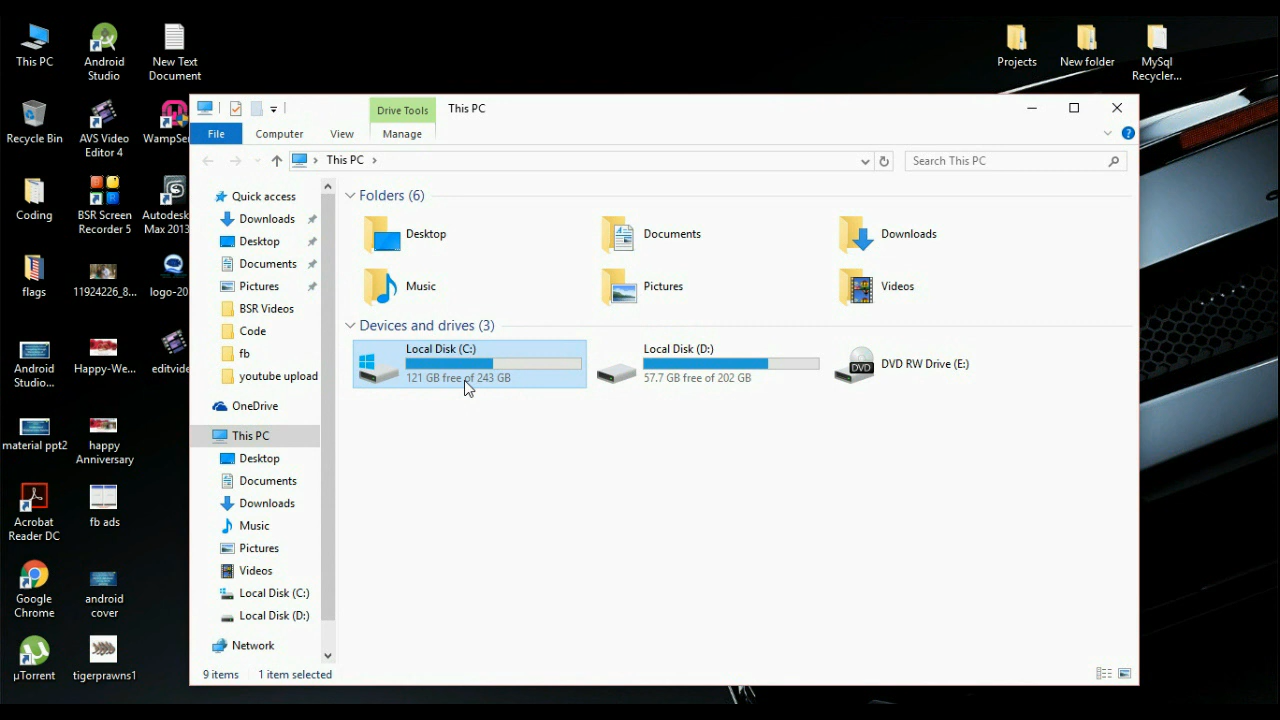 This PC
Android
Studio
New Text
Document
Projects
New folder
MySql
Recycler...
Recycle Bin
AVS Video
Editor 4
WampSer
Coding
BSR Screen
Recorder 5
Autodesk
Max 2013
flags
11924226_8...
logo-20
Android
Studio...
Happy-We...
editvide
material ppt2
happy
Anniversary
Acrobat
Reader DC
fb ads
Google
Chrome
android
cover
µTorrent
tigerprawns1
Drive Tools
This PC
File
Computer
View
Manage
This PC
Search This PC
Quick access
Downloads
Desktop
Documents
Pictures
BSR Videos
Code
fb
youtube upload
OneDrive
This PC
Desktop
Documents
Downloads
Music
Pictures
Videos
Local Disk (C:)
Local Disk (D:)
Network
Folders (6)
Desktop
Documents
Downloads
Music
Pictures
Videos
Devices and drives (3)
Local Disk (C:)
121 GB free of 243 GB
Local Disk (D:)
57.7 GB free of 202 GB
DVD RW Drive (E:)
DVD
9 items
1 item selected